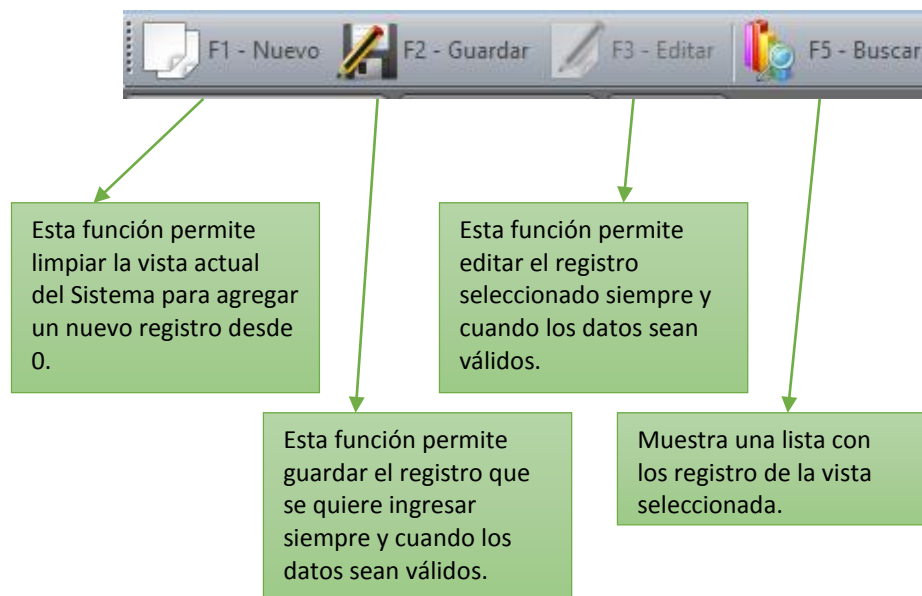 F1 - Nuevo F2 - Guardar F3 - Editar F5 - Buscar
Esta función permite
limpiar la vista actual
del Sistema para agregar
un nuevo registro desde
0.
Esta función permite
editar el registro
seleccionado siempre y
cuando los datos sean
válidos.
Esta función permite
guardar el registro que
se quiere ingresar
siempre y cuando los
datos sean válidos.
Muestra una lista con
los registro de la vista
seleccionada.